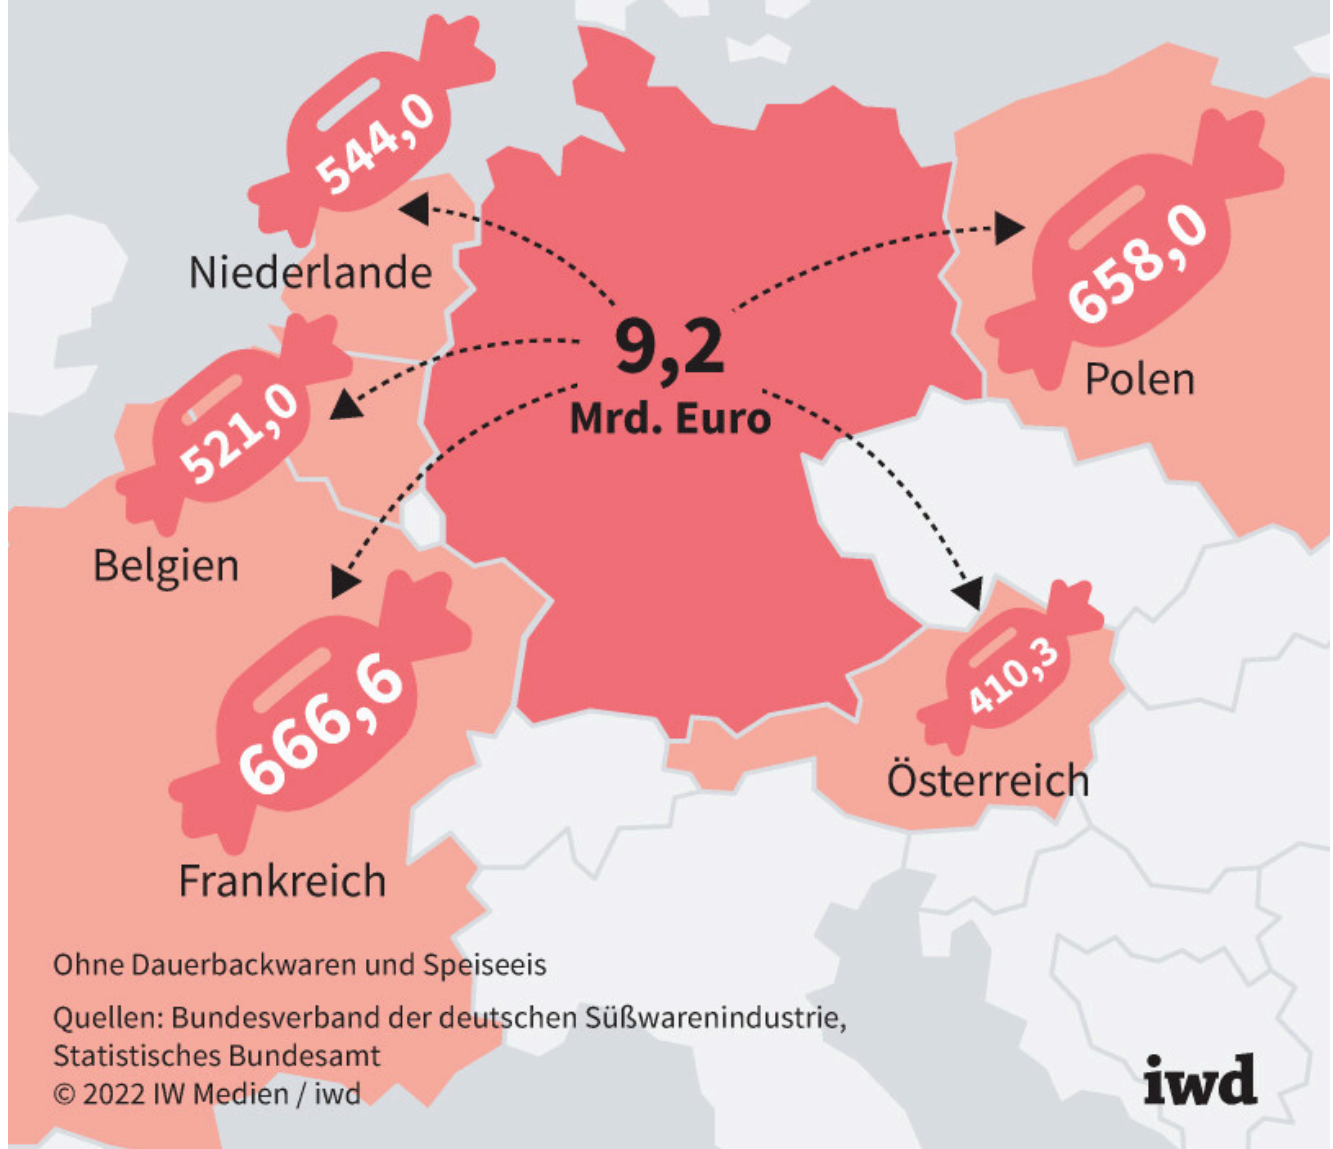 544,0
Niederlande
658,0
Polen
9,2
Mrd. Euro
521,0
Belgien
666,6
Frankreich
410,3
Österreich
Ohne Dauerbackwaren und Speiseeis
Quellen: Bundesverband der deutschen Süßwarenindustrie,
Statistisches Bundesamt
© 2022 IW Medien / iwd
iwd